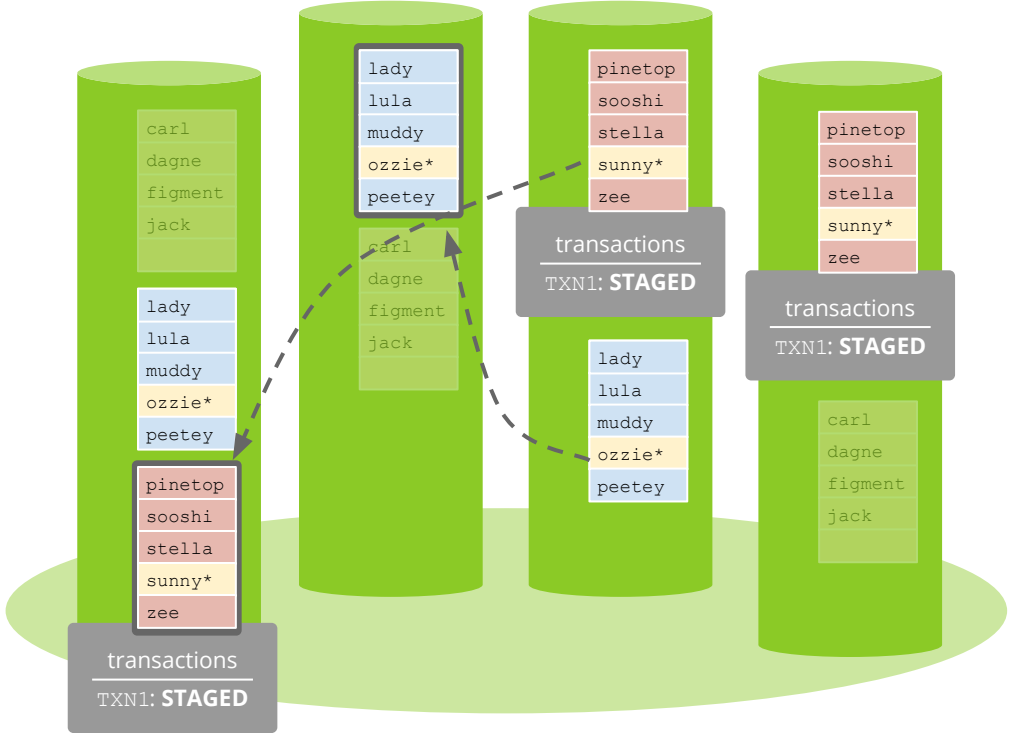 carl
dagne
figment
jack
lady
lula
muddy
ozzie*
peetey
pinetop
sooshi
stella
sunny*
zee
transactions
TXN1: STAGED
lady
lula
muddy
ozzie*
peetey
carl
dagne
figment
jack
pinetop
sooshi
stella
sunny*
zee
transactions
TXN1: STAGED
lady
lula
muddy
ozzie*
peetey
pinetop
sooshi
stella
sunny*
zee
transactions
TXN1: STAGED
carl
dagne
figment
jack